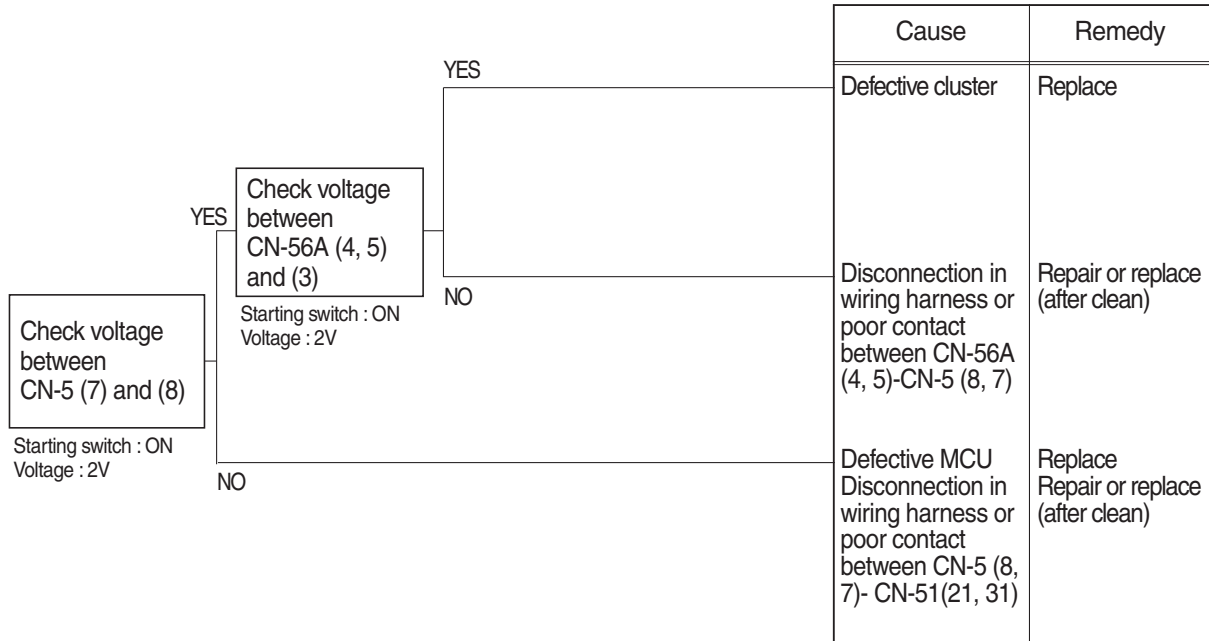 Cause
Remedy
YES
Defective cluster
Replace
Check voltage
between
CN-56A (4, 5)
and (3)
YES
Starting switch : ON
Voltage : 2V
NO
Disconnection in
wiring harness or
poor contact
between CN-56A
(4, 5)-CN-5 (8, 7)
Repair or replace
(after clean)
Check voltage
between
CN-5 (7) and (8)
Starting switch : ON
Voltage : 2V
NO
Defective MCU
Disconnection in
wiring harness or
poor contact
between CN-5 (8,
7)- CN-51(21, 31)
Replace
Repair or replace
(after clean)